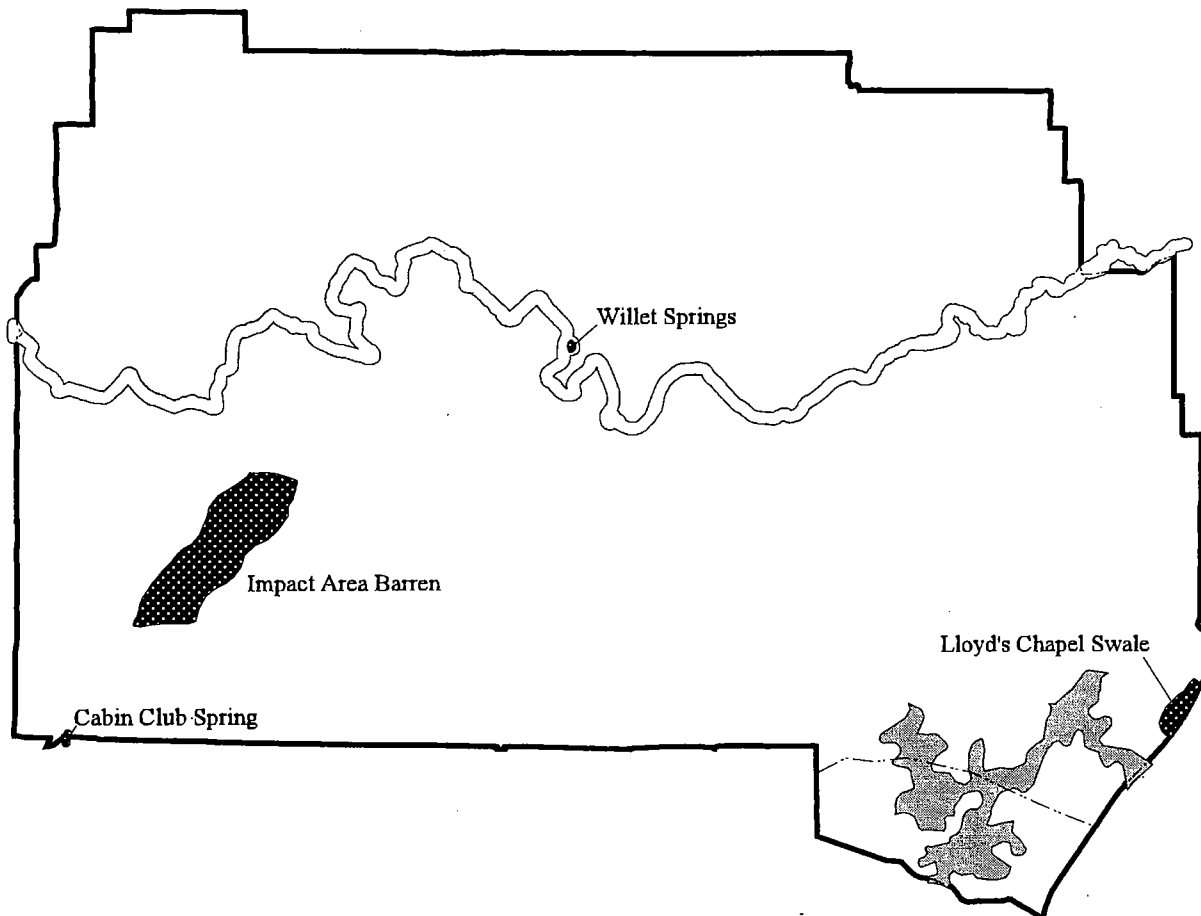 Willet Springs
Impact Area Barren
Lloyd's Chapel Swale
Cabin Club Spring